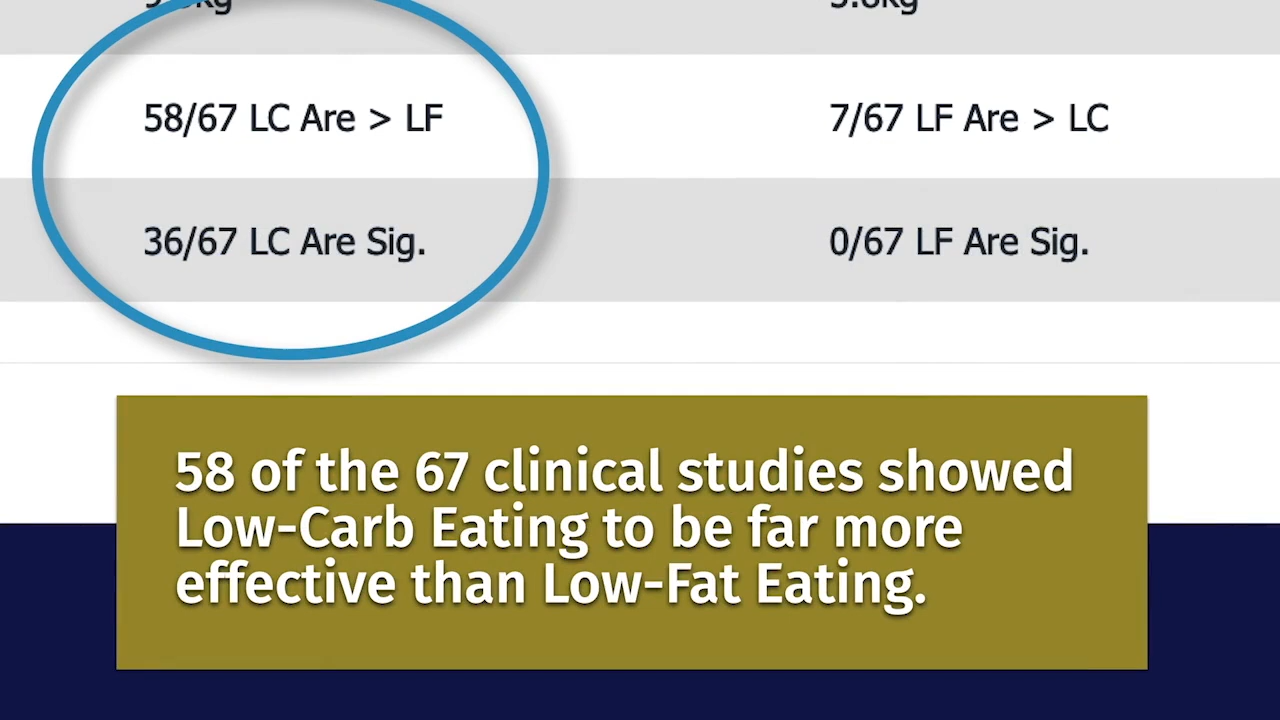 58/67 LC Are > LF 7/67 LF Are > LC
36/67 LC Are Sig. 0/67 LF Are Sig.
58 of the 67 clinical studies showed
Low-Carb Eating to be far more
effective than Low-Fat Eating.